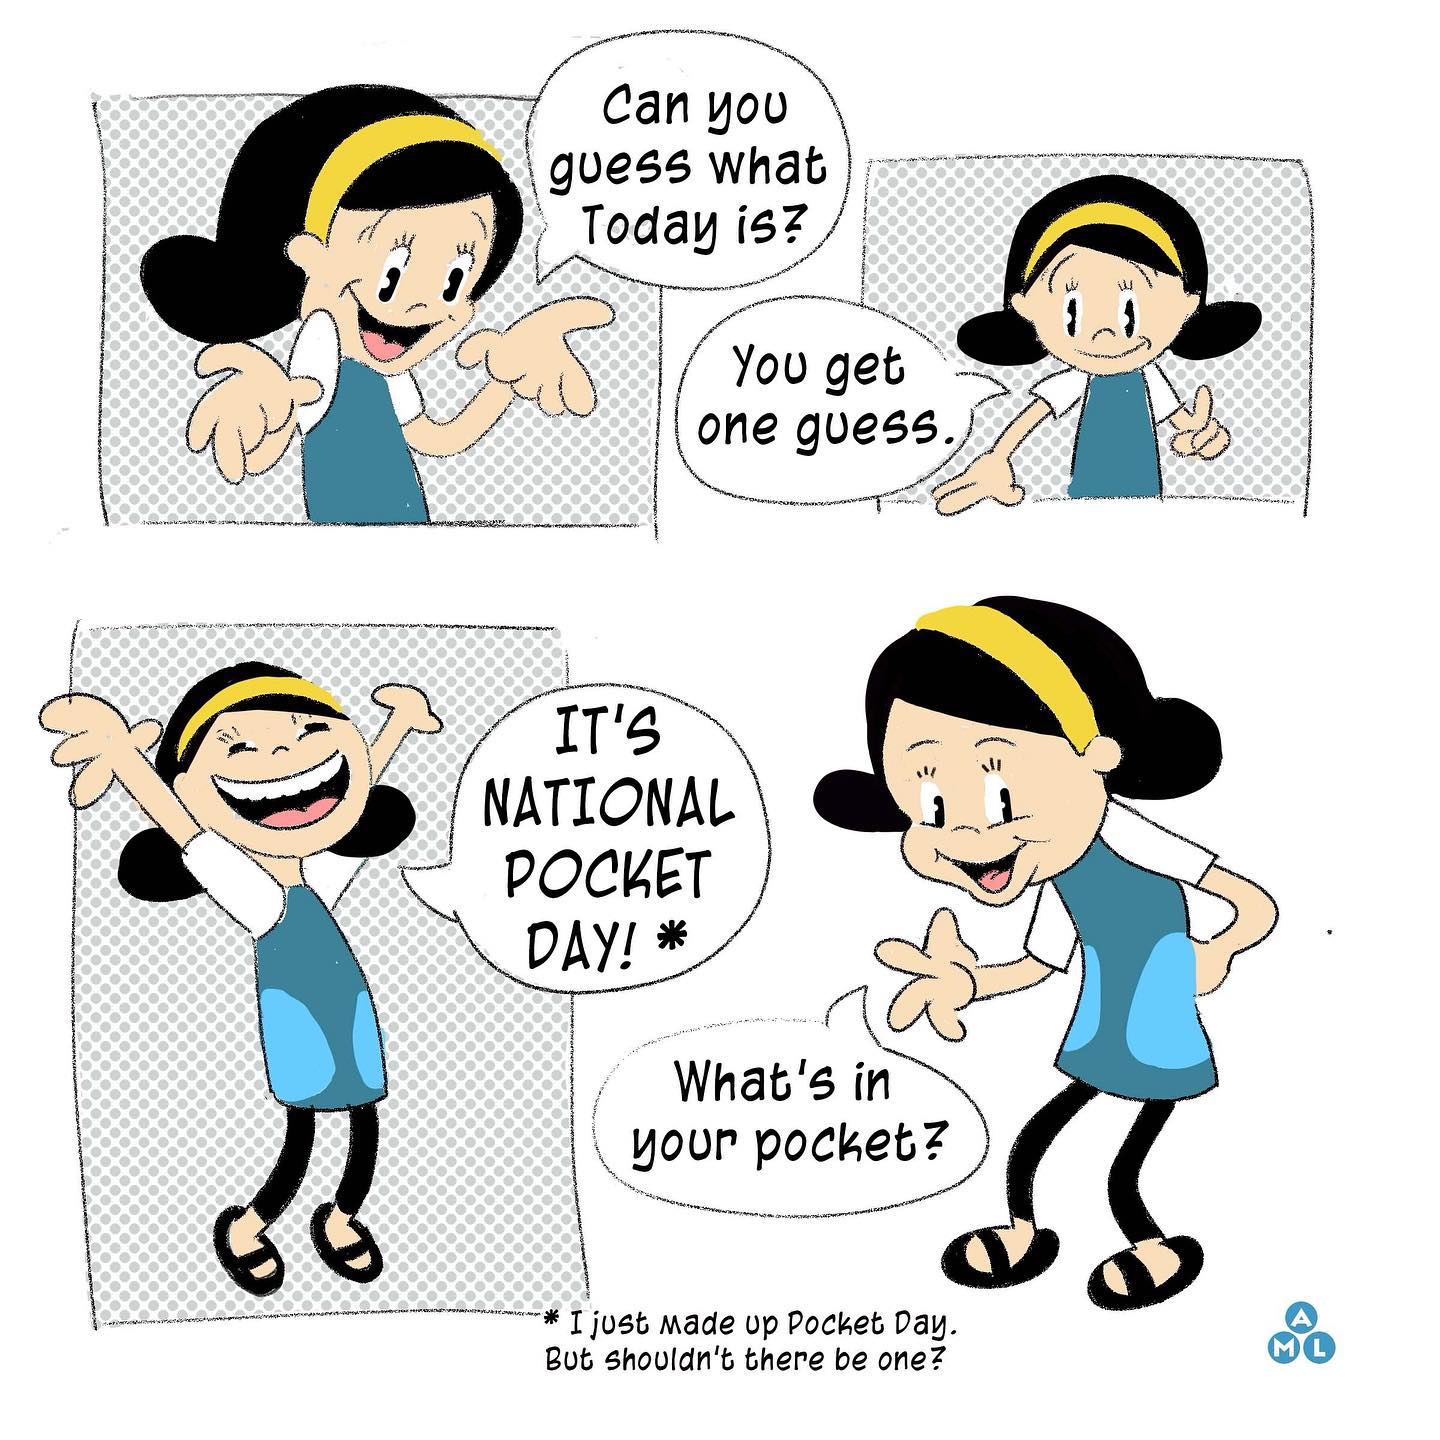 Can you
guess what
Today is?
You get
one guess.
IT'S
NATIONAL
POCKET
DAY! *
What's in
your pocket?
* I just made up Pocket Day.
But shouldn't there be one?
A
M L